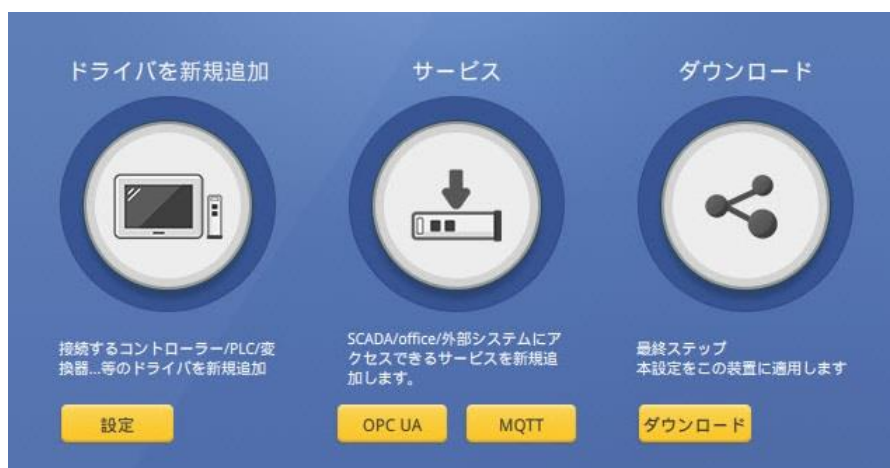 ドライバを新規追加
サービス
ダウンロード
接続するコントローラー/PLC/変
換器...等のドライバを新規追加
SCADA/office/外部システムにア
クセスできるサービスを新規追
加します。
最終ステップ
本設定をこの装置に適用します
設定
OPC UA
MQTT
ダウンロード